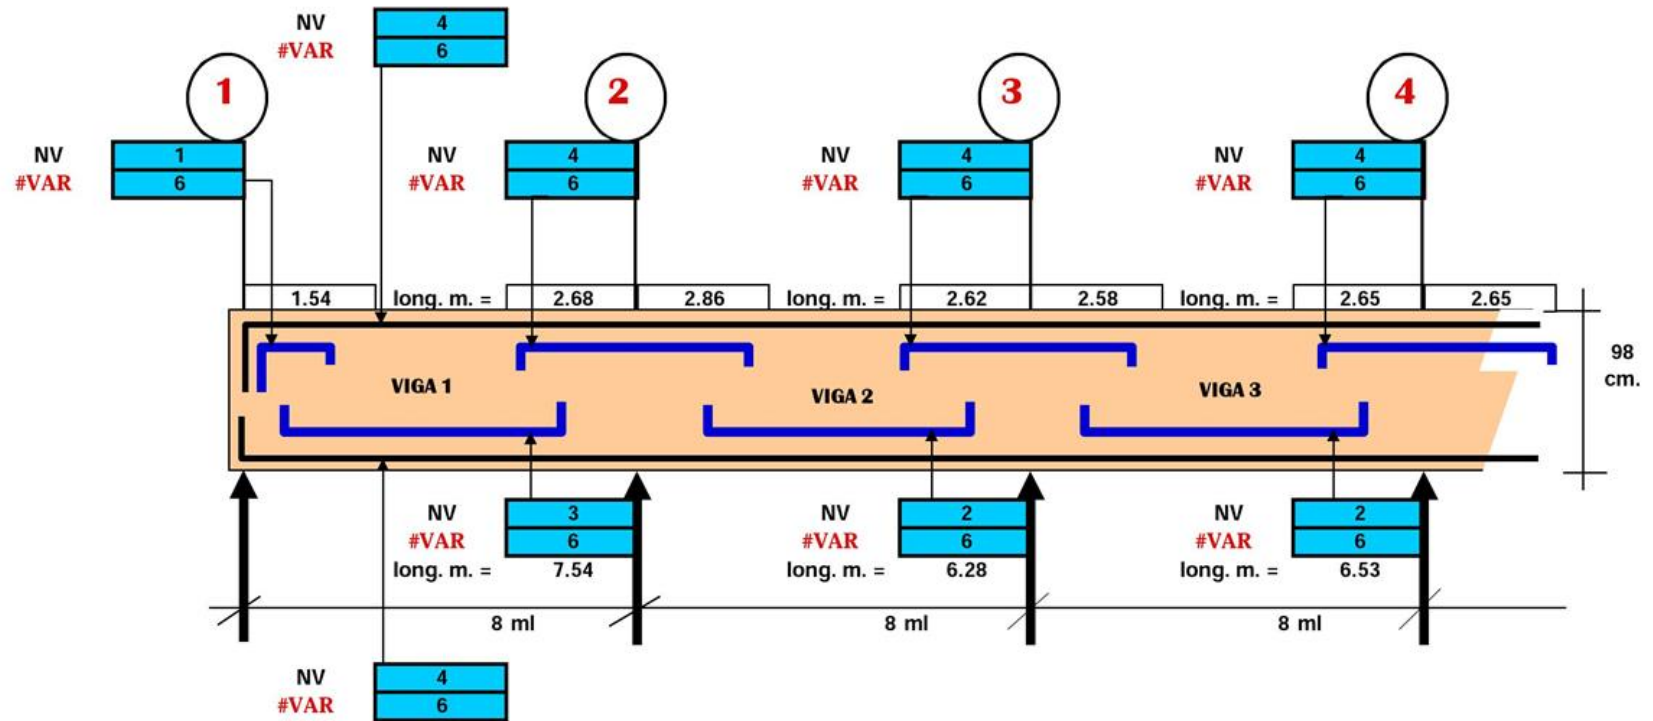 NV 4
#VAR 6
1 2 3 4
NV 1 NV 4 NV 4 NV 4
#VAR 6 #VAR 6 #VAR 6 #VAR 6
1.54 long. m. = 2.68 2.86 long. m. = 2.62 2.58 long. m. = 2.65 2.65
98
cm.
VIGA 1 VIGA 2 VIGA 3
NV 3 NV 2 NV 2
#VAR 6 #VAR 6 #VAR 6
long. m. = 7.54 long. m. = 6.28 long. m. = 6.53
8 ml 8 ml 8 ml
NV 4
#VAR 6